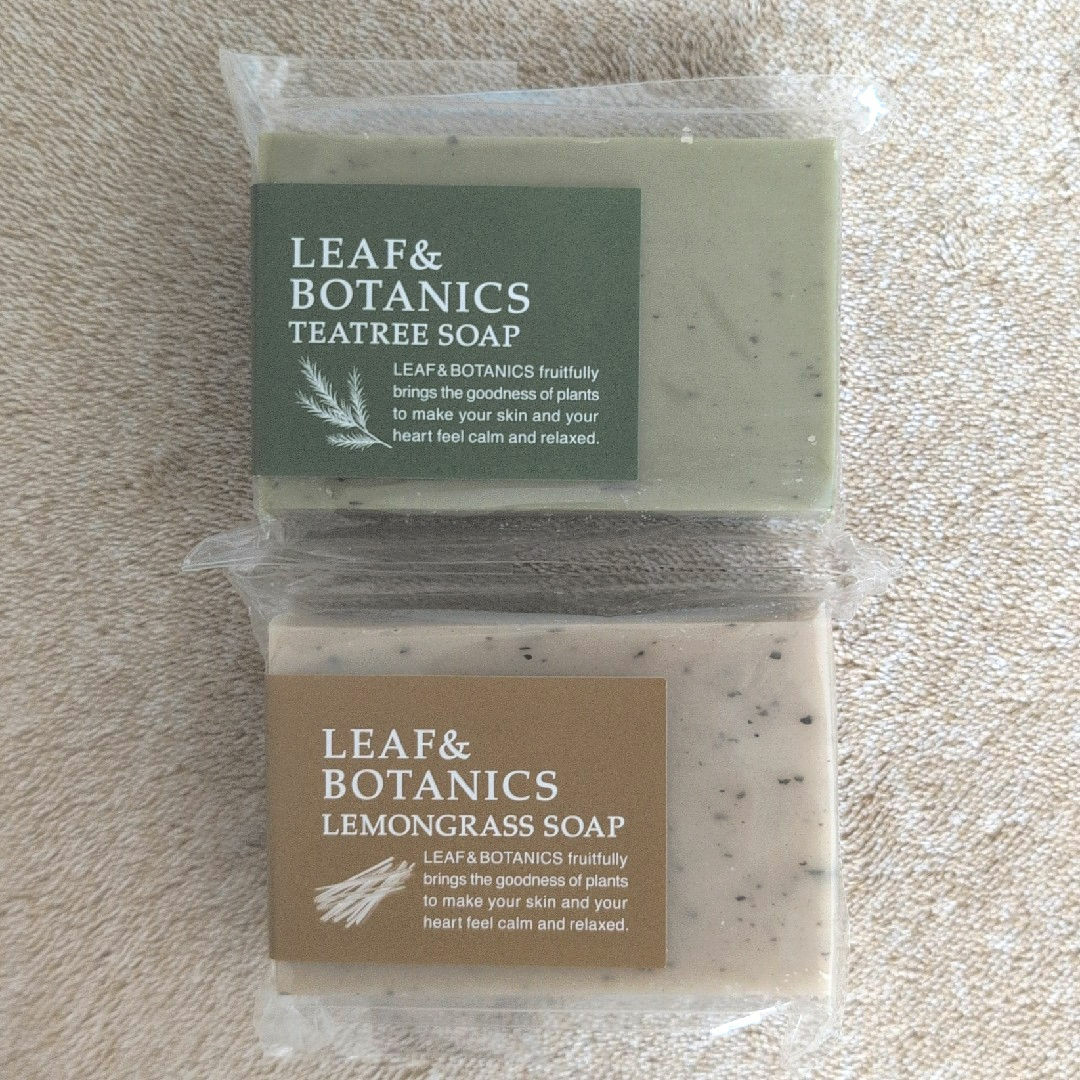 LEAF&
BOTANICS
TEATREE SOAP
LEAF & BOTANICS fruitfully
brings the goodness of plants
to make your skin and your
heart feel calm and relaxed.
LEAF&
BOTANICS
LEMONGRASS SOAP
LEAF & BOTANICS fruitfully
brings the goodness of plants
to make your skin and your
heart feel calm and relaxed.